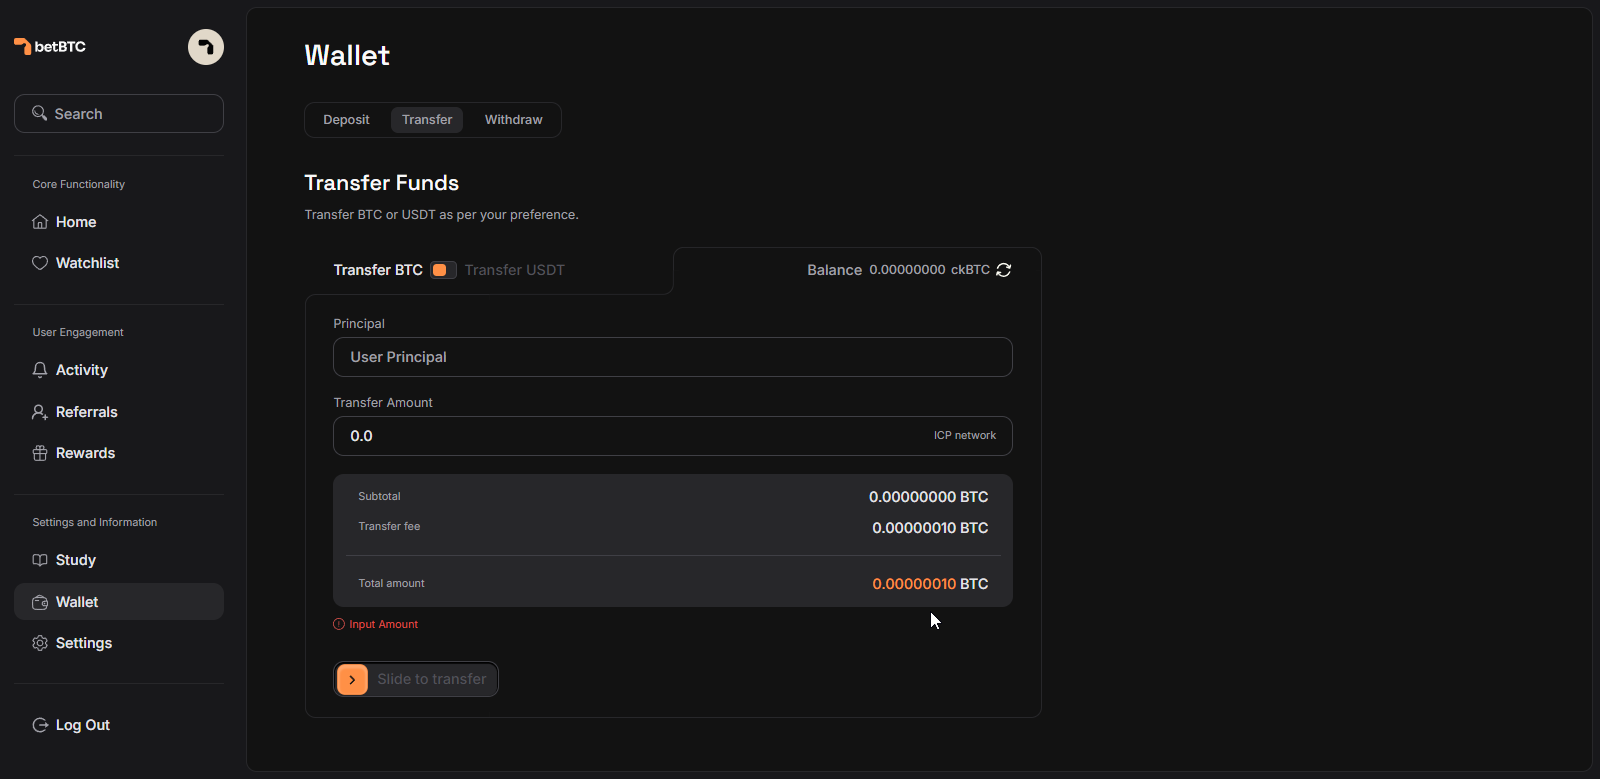 betBTC
Search
Core Functionality
Home
Watchlist
User Engagement
Activity
Referrals
Rewards
Settings and Information
Study
Wallet
Settings
Log Out
Wallet
Deposit Transfer Withdraw
Transfer Funds
Transfer BTC or USDT as per your preference.
Transfer BTC Transfer USDT Balance 0.00000000 ckBTC
Principal
User Principal
Transfer Amount
0.0 ICP network
Subtotal 0.00000000 BTC
Transfer fee 0.00000010 BTC
Total amount 0.00000010 BTC
Input Amount
Slide to transfer